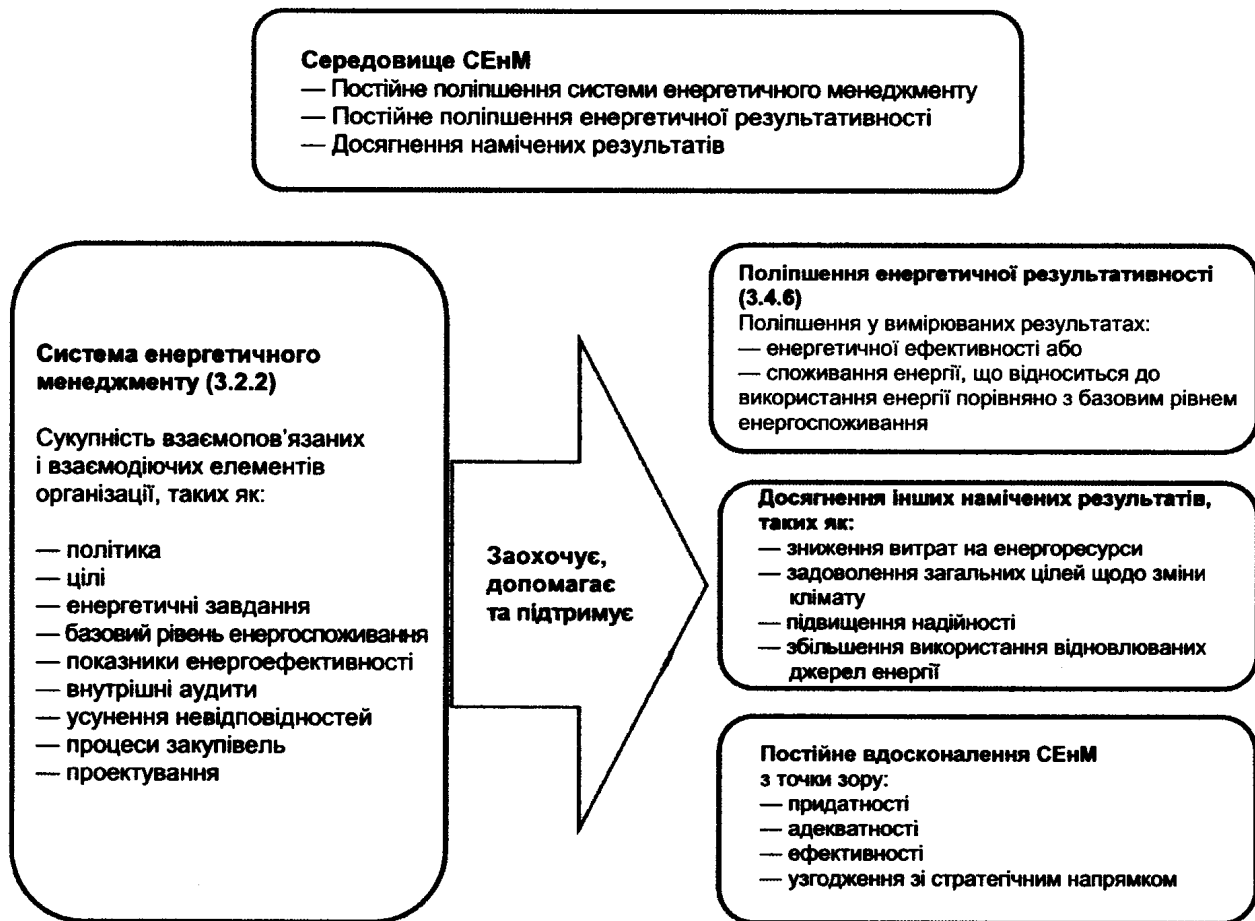 Середовище СЕнМ
— Постійне поліпшення системи енергетичного менеджменту
— Постійне поліпшення енергетичної результативності
— Досягнення намічених результатів
Система енергетичного
менеджменту (3.2.2)
Сукупність взаємопов’язаних
і взаємодіючих елементів
організації, таких як:
— політика
— цілі
— енергетичні завдання
— базовий рівень енергоспоживання
— показники енергоефективності
— внутрішні аудити
— усунення невідповідностей
— процеси закупівель
— проектування
Заохочує,
допомагає
та підтримує
Поліпшення енергетичної результативності
(3.4.6)
Поліпшення у вимірюваних результатах:
— енергетичної ефективності або
— споживання енергії, що відноситься до
використання енергії порівняно з базовим рівнем
енергоспоживання
Досягнення інших намічених результатів,
таких як:
— зниження витрат на енергоресурси
— задоволення загальних цілей щодо зміни
клімату
— підвищення надійності
— збільшення використання відновлюваних
джерел енергії
Постійне вдосконалення СЕнМ
з точки зору:
— придатності
— адекватності
— ефективності
— узгодження зі стратегічним напрямком